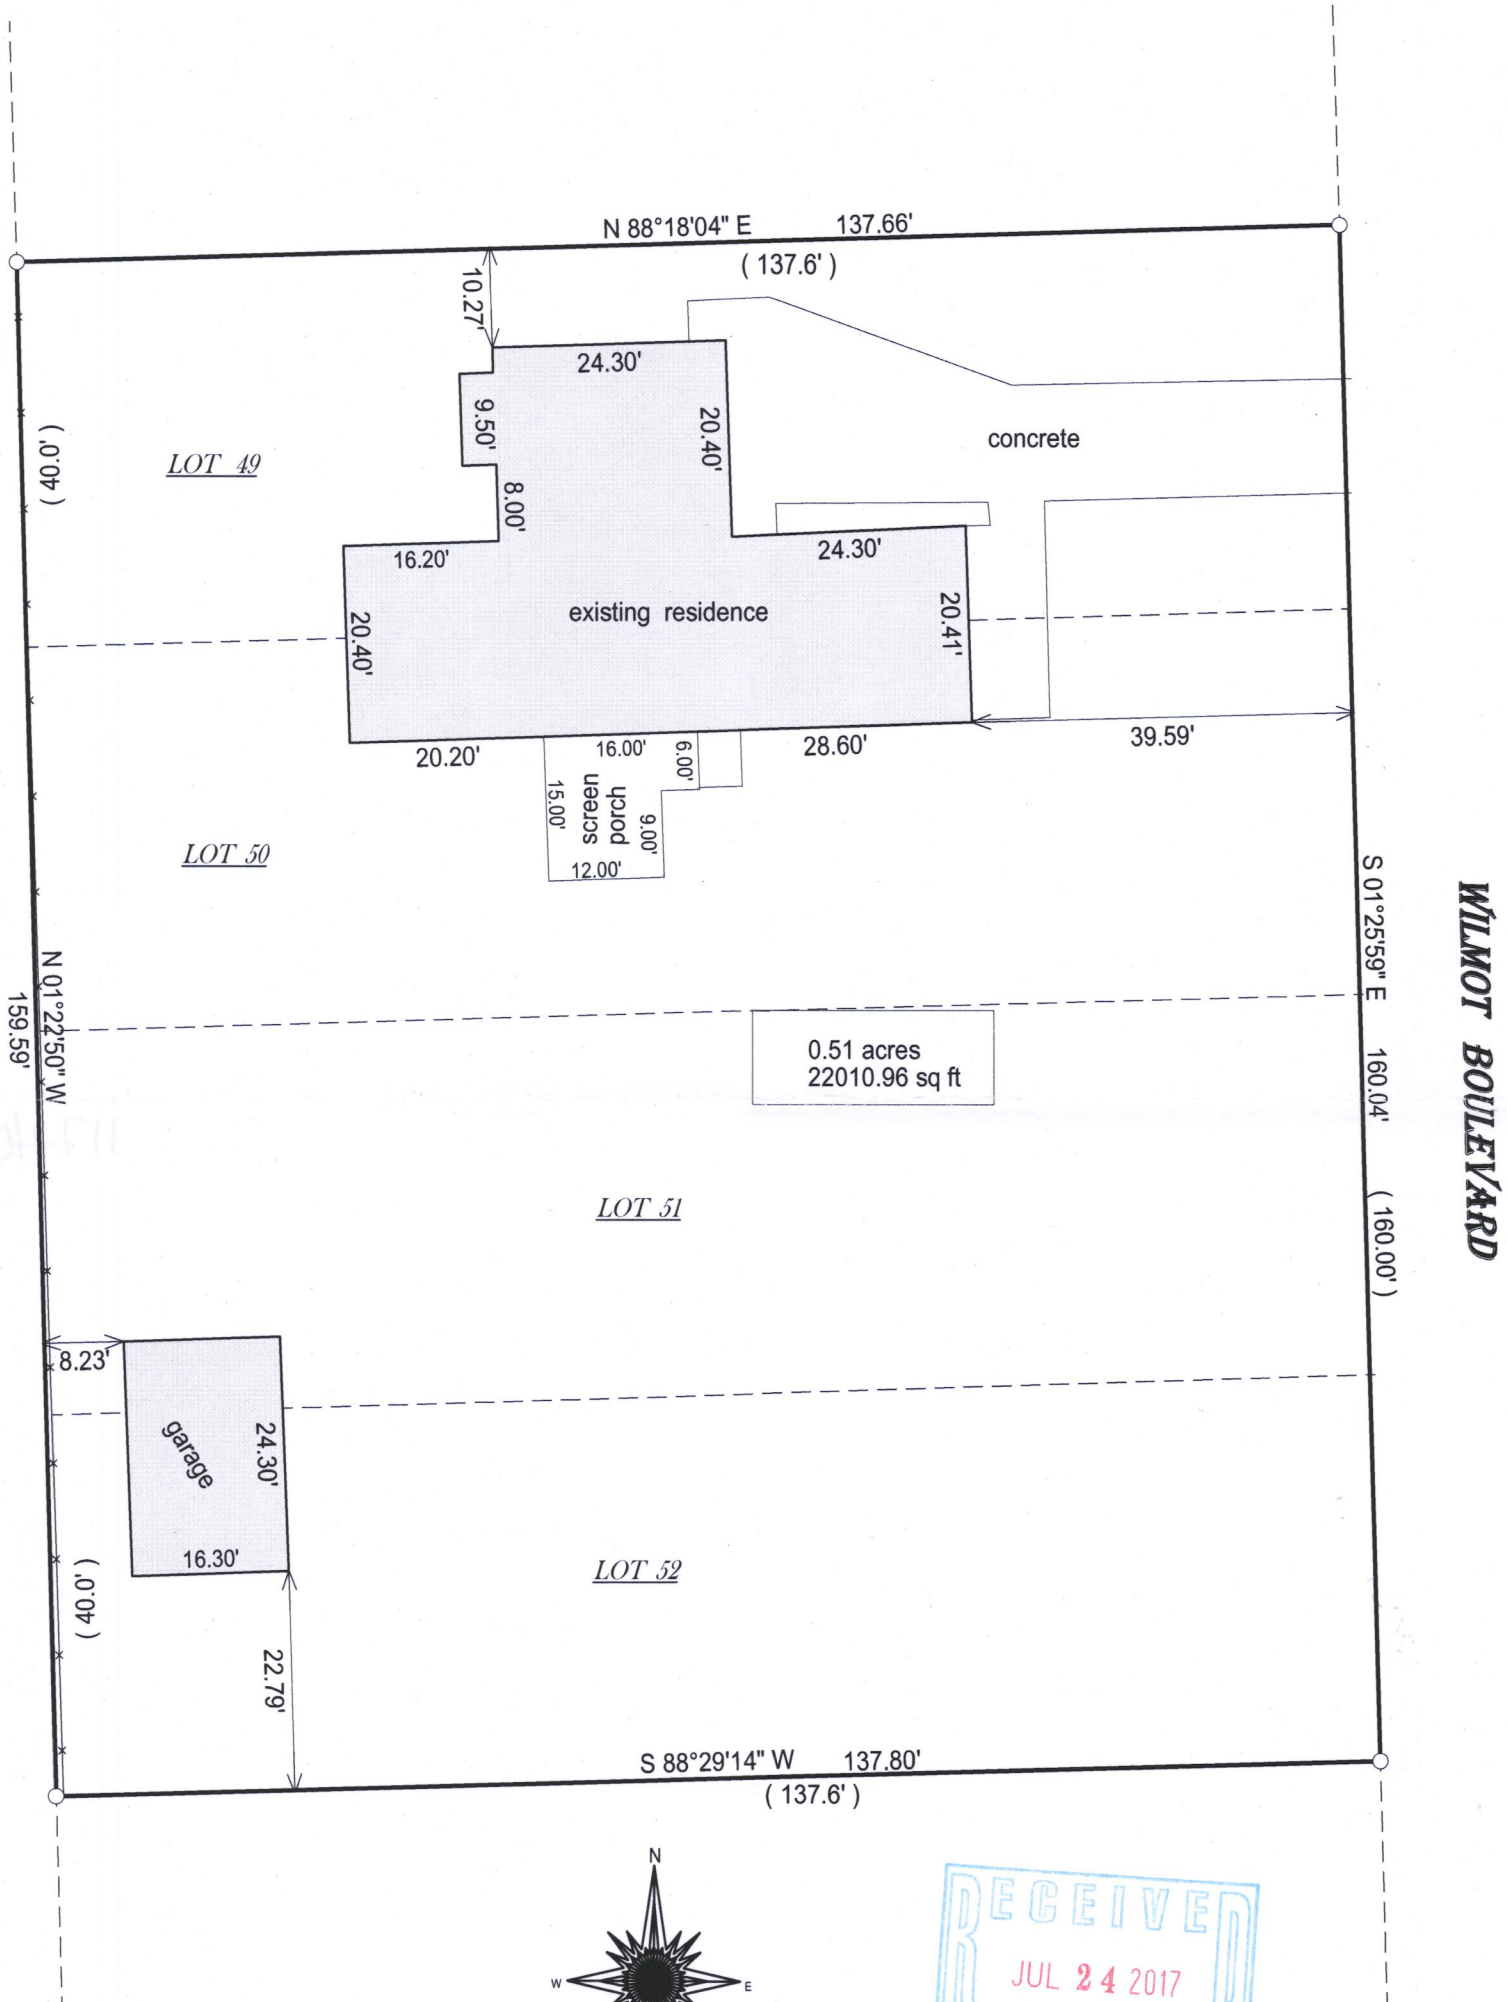 N 88°18'04" E 137.66'
( 137.6' )
10.27'
24.30'
9.50'
20.40'
concrete
( 40.0' )
LOT 49
8.00'
16.20'
24.30'
existing residence
20.40'
20.41'
20.20'
16.00'
6.00'
28.60'
39.59'
15.00'
screen
porch
9.00'
12.00'
LOT 50
S 01°25'59" E 160.04' ( 160.00' )
WILMOT BOULEVARD
N 01°22'50" W
159.59'
0.51 acres
22010.96 sq ft
LOT 51
8.23'
garage
24.30'
16.30'
LOT 52
( 40.0' )
22.79'
S 88°29'14" W 137.80'
( 137.6' )
N
W
E
RECEIVED
JUL 24 2017